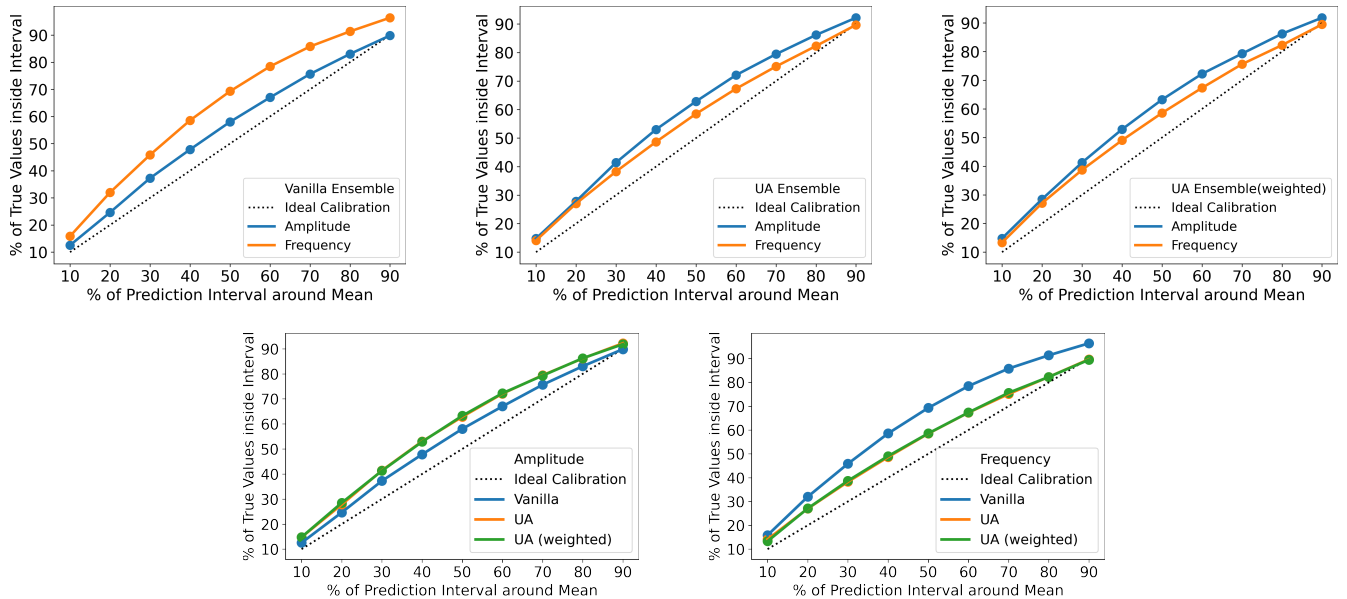 % of True Values inside Interval
90
80
70
60
50
40
30
20
10
Vanilla Ensemble
Ideal Calibration
Amplitude
Frequency
10 20 30 40 50 60 70 80 90
% of Prediction Interval around Mean
% of True Values inside Interval
90
80
70
60
50
40
30
20
10
UA Ensemble
Ideal Calibration
Amplitude
Frequency
10 20 30 40 50 60 70 80 90
% of Prediction Interval around Mean
% of True Values inside Interval
90
80
70
60
50
40
30
20
10
UA Ensemble(weighted)
Ideal Calibration
Amplitude
Frequency
10 20 30 40 50 60 70 80 90
% of Prediction Interval around Mean
% of True Values inside Interval
90
80
70
60
50
40
30
20
10
Amplitude
Ideal Calibration
Vanilla
UA
UA (weighted)
10 20 30 40 50 60 70 80 90
% of Prediction Interval around Mean
% of True Values inside Interval
90
80
70
60
50
40
30
20
10
Frequency
Ideal Calibration
Vanilla
UA
UA (weighted)
10 20 30 40 50 60 70 80 90
% of Prediction Interval around Mean